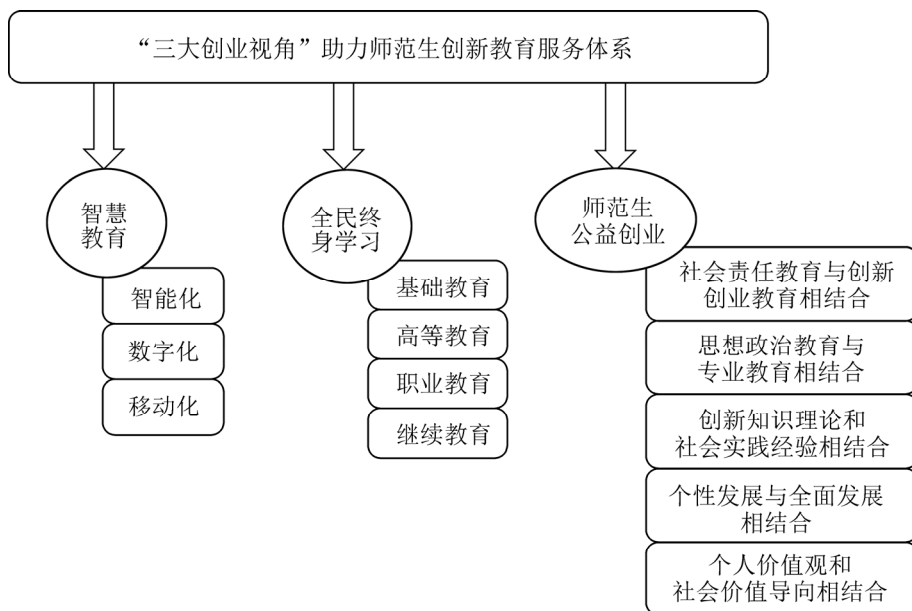 “三大创业视角”助力师范生创新教育服务体系
智慧
教育
智能化
数字化
移动化
全民终
身学习
基础教育
高等教育
职业教育
继续教育
师范生
公益创业
社会责任教育与创新
创业教育相结合
思想政治教育与
专业教育相结合
创新知识理论和
社会实践经验相结合
个性发展与全面发展
相结合
个人价值观和
社会价值导向相结合